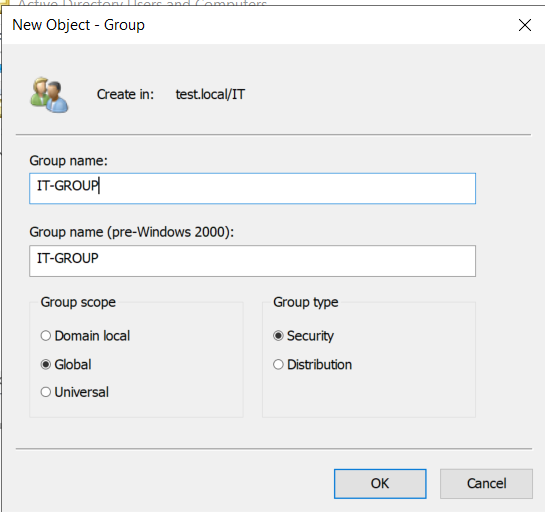 Active Directory Users and Computers
New Object - Group
Create in: test.local/IT
Group name:
IT-GROUP
Group name (pre-Windows 2000):
IT-GROUP
Group scope
Domain local
Global
Universal
Group type
Security
Distribution
OK
Cancel